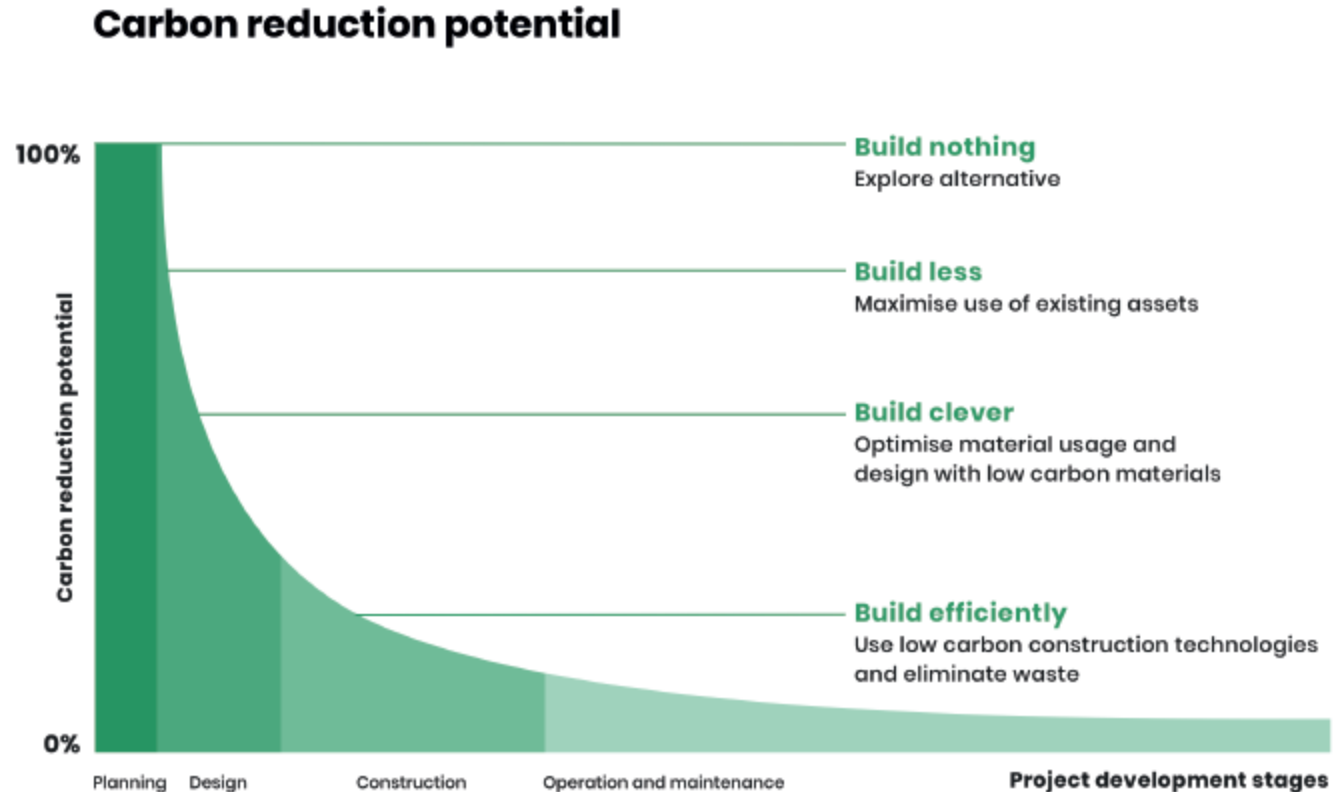 Carbon reduction potential
100%
Build nothing
Explore alternative
Build less
Maximise use of existing assets
Carbon reduction potential
Build clever
Optimise material usage and
design with low carbon materials
Build efficiently
Use low carbon construction technologies
and eliminate waste
0%
Planning
Design
Construction
Operation and maintenance
Project development stages